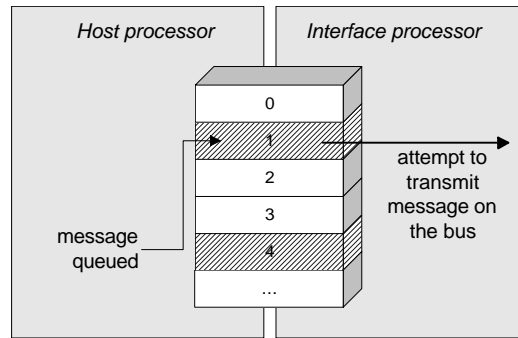 Host processor
Interface processor
0
1
2
3
4
...
message
queued
attempt to
transmit
message on
the bus